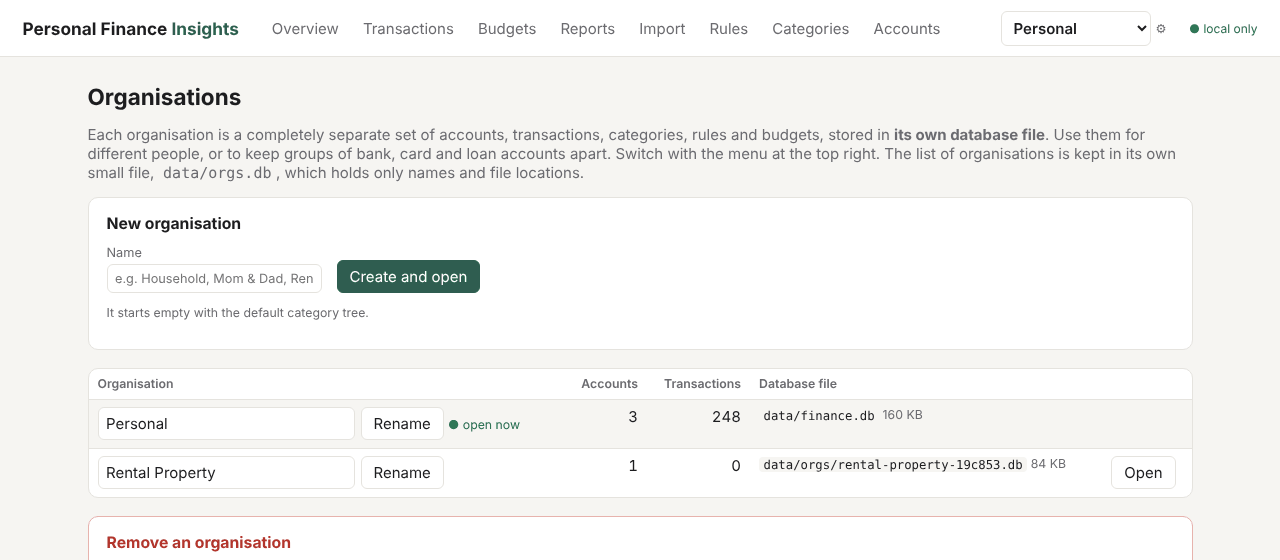 Personal Finance Insights Overview Transactions Budgets Reports Import Rules Categories Accounts Personal local only
Organisations
Each organisation is a completely separate set of accounts, transactions, categories, rules and budgets, stored in its own database file. Use them for
different people, or to keep groups of bank, card and loan accounts apart. Switch with the menu at the top right. The list of organisations is kept in its own
small file, data/orgs.db, which holds only names and file locations.
New organisation
Name
e.g. Household, Mom & Dad, Ren Create and open
It starts empty with the default category tree.
Organisation Accounts Transactions Database file
Personal Rename open now 3 248 data/finance.db 160 KB
Rental Property Rename 1 0 data/orgs/rental-property-19c853.db 84 KB Open
Remove an organisation